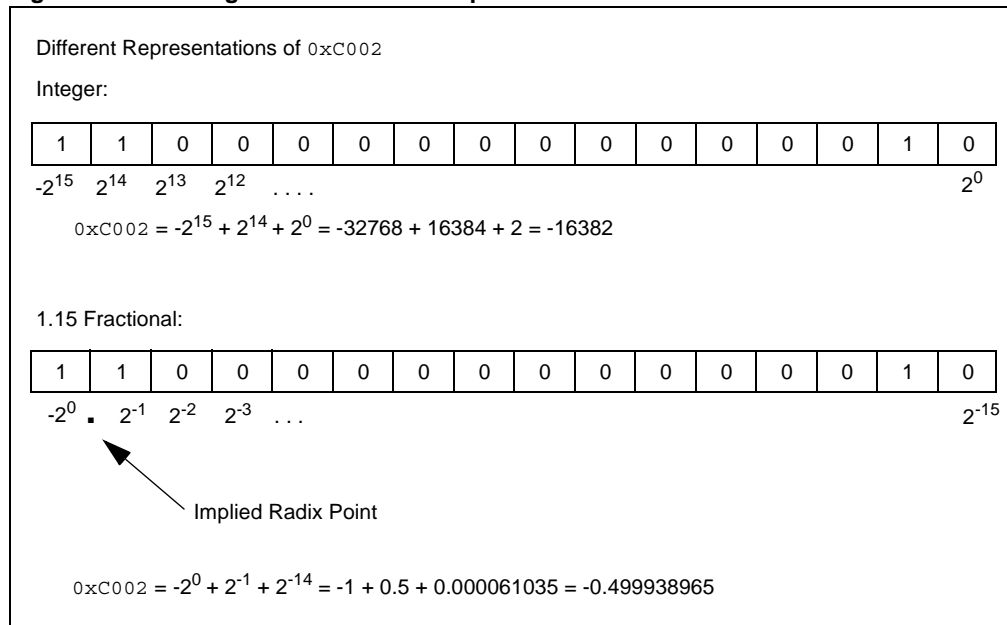 Different Representations of 0xC002
Integer:
1 1 0 0 0 0 0 0 0 0 0 0 0 0 1 0
-2^15 2^14 2^13 2^12 . . . . 2^0
0xC002 = -2^15 + 2^14 + 2^0 = -32768 + 16384 + 2 = -16382
1.15 Fractional:
1 1 0 0 0 0 0 0 0 0 0 0 0 0 1 0
-2^0 . 2^-1 2^-2 2^-3 . . . 2^-15
Implied Radix Point
0xC002 = -2^0 + 2^-1 + 2^-14 = -1 + 0.5 + 0.000061035 = -0.499938965